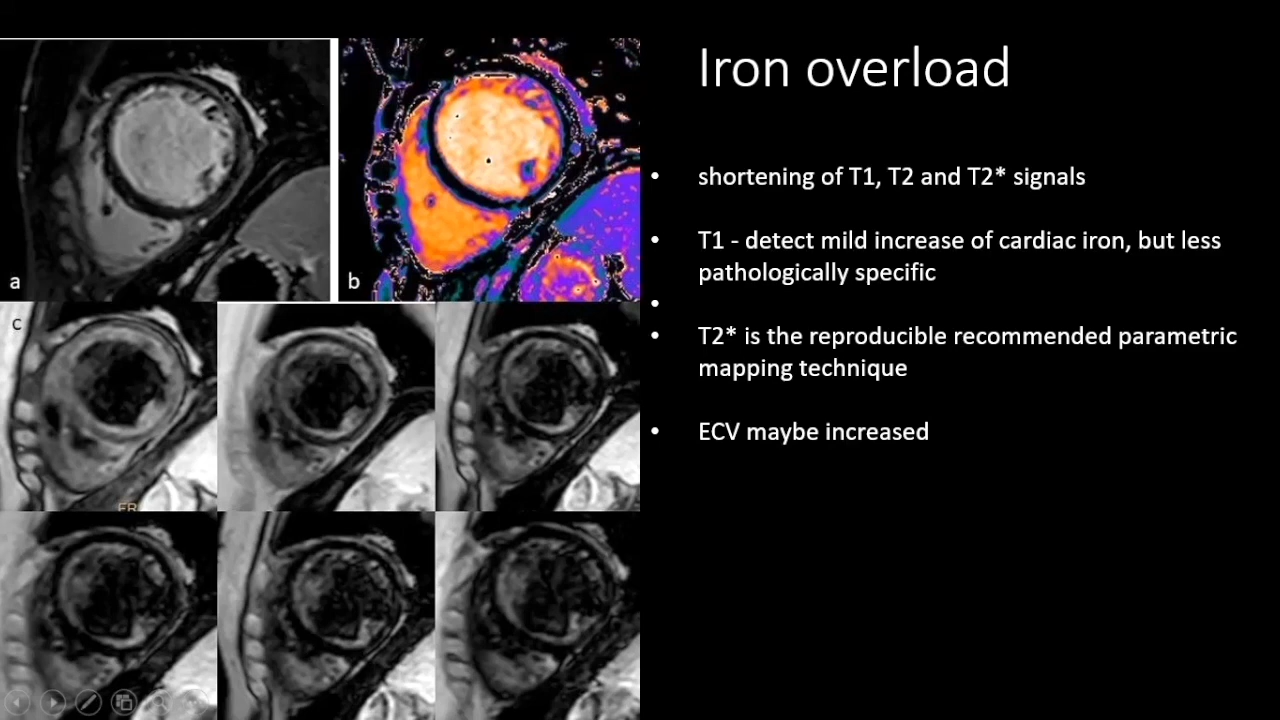 Iron overload
• shortening of T1, T2 and T2* signals
• T1 - detect mild increase of cardiac iron, but less
pathologically specific
•
• T2* is the reproducible recommended parametric
mapping technique
• ECV maybe increased
a
b
c
FR